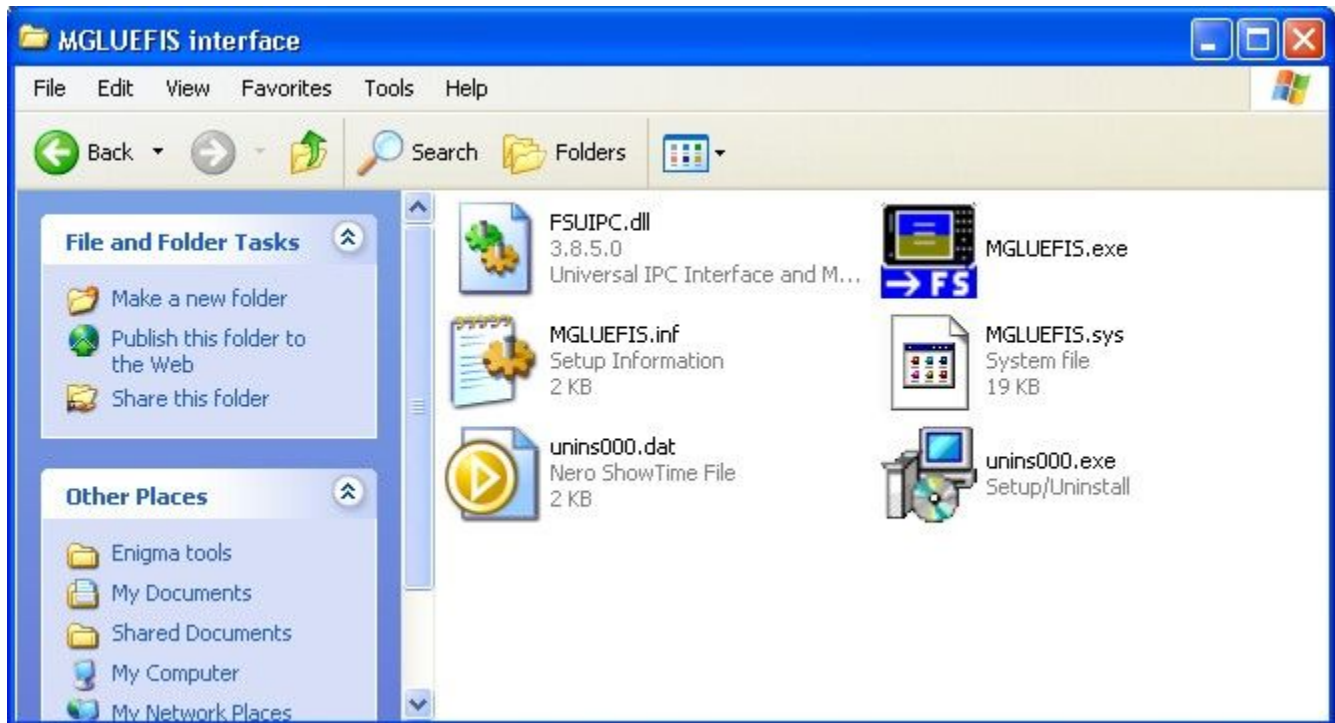 MGLUEFIS interface
File Edit View Favorites Tools Help
Back Search Folders
File and Folder Tasks
Make a new folder
Publish this folder to
the Web
Share this folder
Other Places
Enigma tools
My Documents
Shared Documents
My Computer
My Network Places
FSUIPC.dll
3.8.5.0
Universal IPC Interface and M...
MGLUEFIS.exe
→FS
MGLUEFIS.inf
Setup Information
2 KB
MGLUEFIS.sys
System file
19 KB
unins000.dat
Nero ShowTime File
2 KB
unins000.exe
Setup/Uninstall